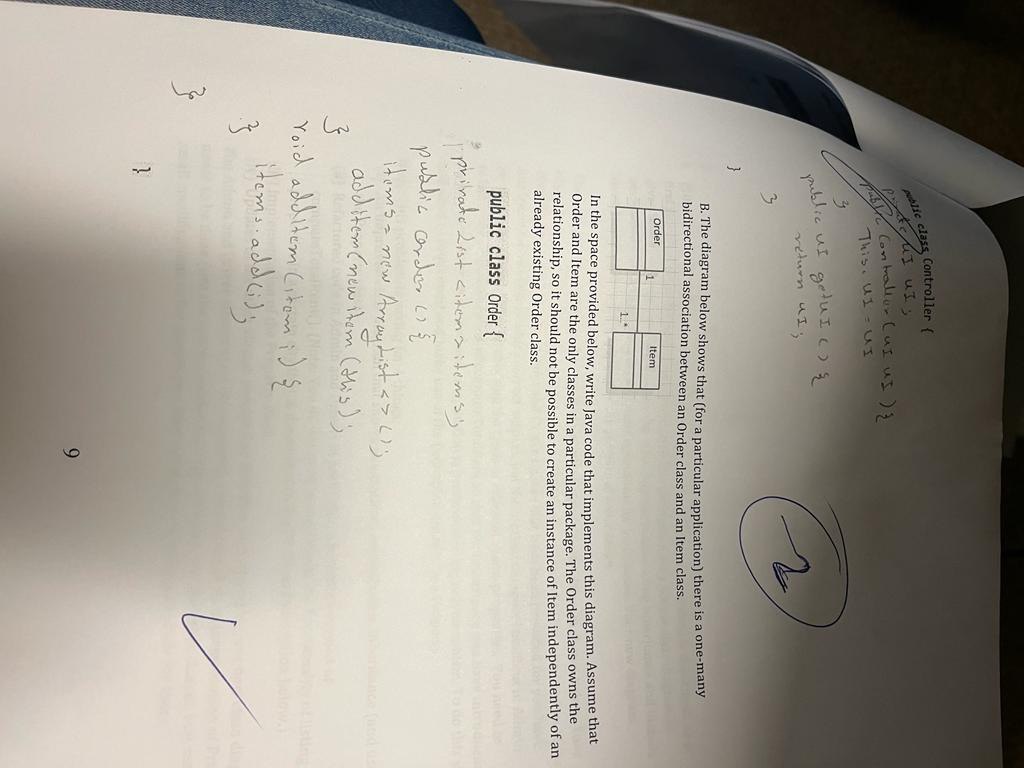 public class Controller {
private UI UI;
public Controller (UI UI) {
This.UI = UI
}
public UI getUI () {
return UI;
}
}
2
B. The diagram below shows that (for a particular application) there is a one-many
bidirectional association between an Order class and an Item class.
Order 1 1..* Item
In the space provided below, write Java code that implements this diagram. Assume that
Order and Item are the only classes in a particular package. The Order class owns the
relationship, so it should not be possible to create an instance of Item independently of an
already existing Order class.
public class Order {
private List <item> items;
public order () {
items = new ArrayList <> ();
additem (new item (this);
}
void addItem (item i) {
items.add(i);
}
}
}
9